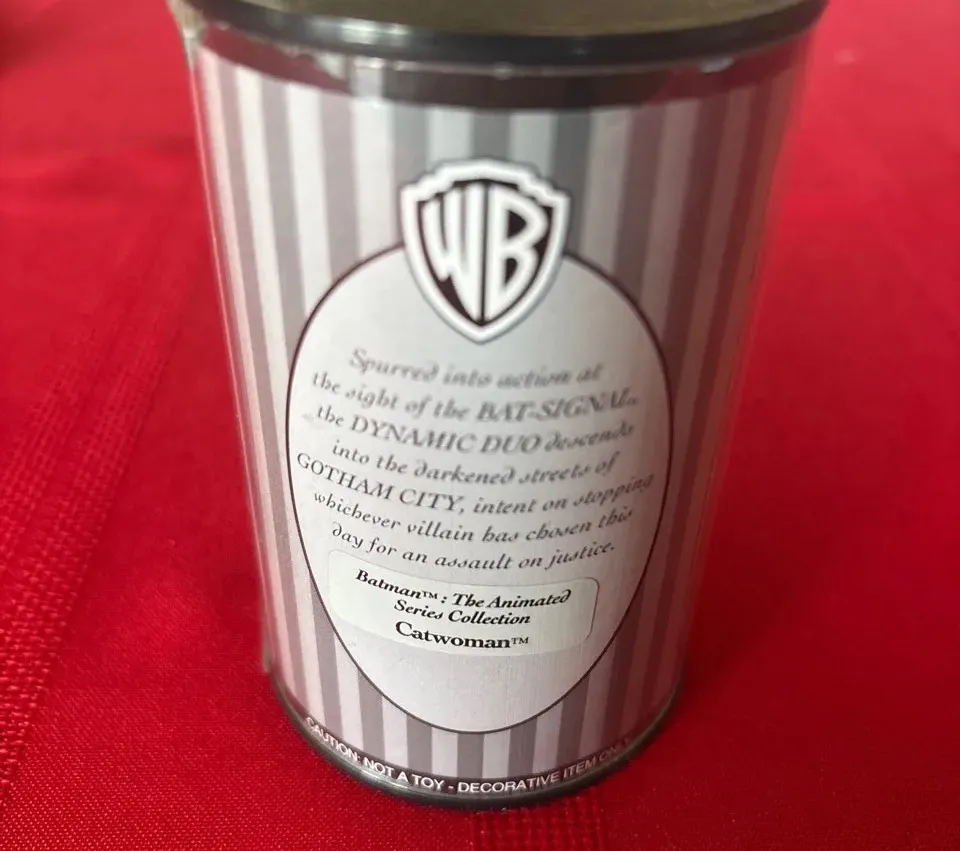 WB
Spurred into action at
the sight of the BAT-SIGNAL™
the DYNAMIC DUO descends
into the darkened streets of
GOTHAM CITY, intent on stopping
whichever villain has chosen this
day for an assault on justice.
Batman™: The Animated
Series Collection
Catwoman™
CAUTION: NOT A TOY - DECORATIVE ITEM ONLY